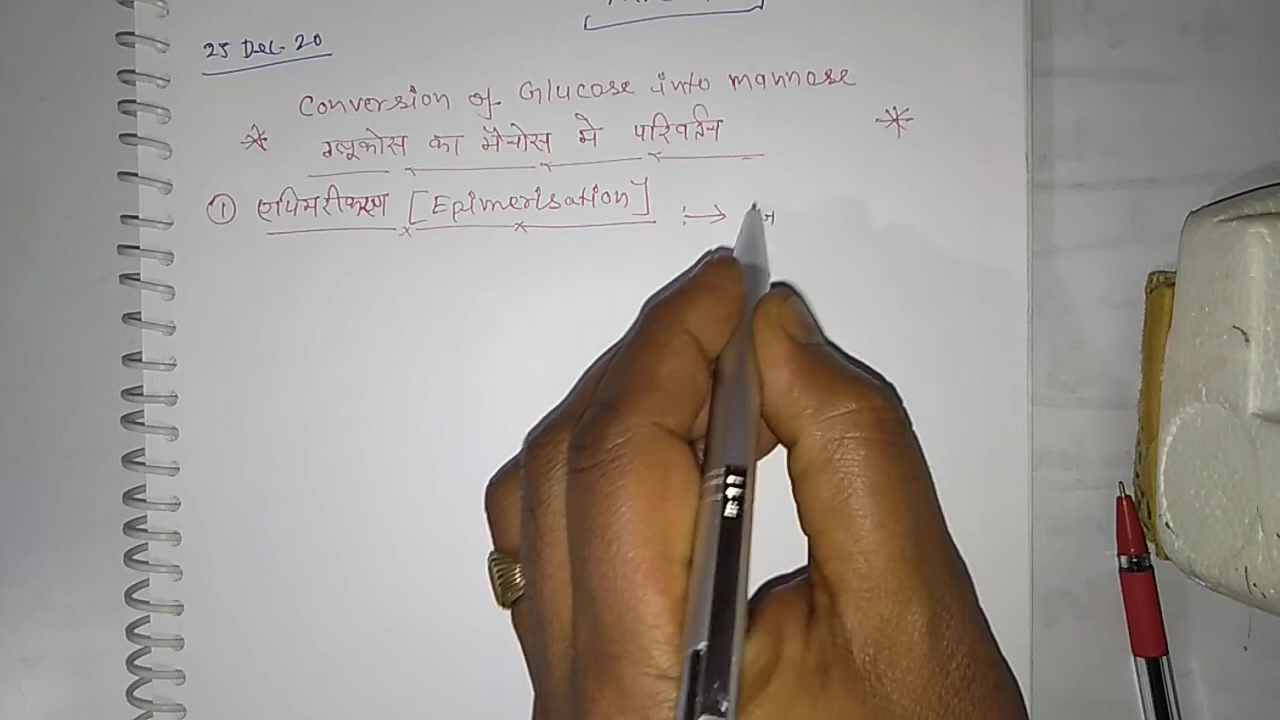 25 Dec-20
Conversion of Glucose into mannose
* ग्लूकोस का मैनोस मे परिवर्तन *
① एपिमरीकरण [Epimerisation] :→